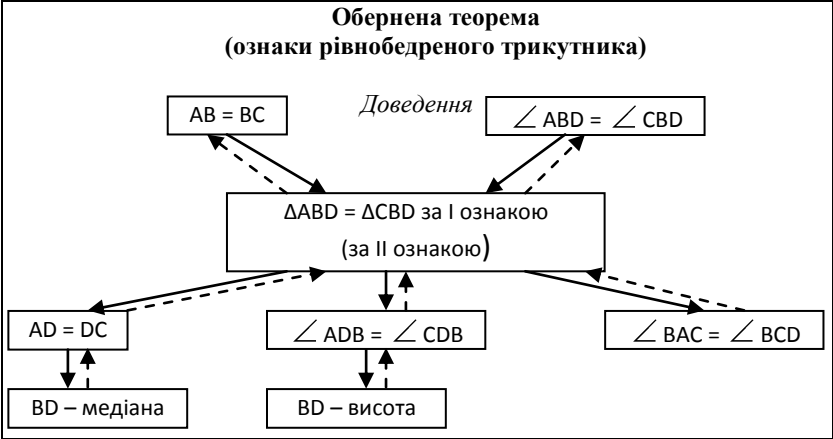 Обернена теорема
(ознаки рівнобедреного трикутника)
Доведення
AB = BC
∠ ABD = ∠ CBD
ΔABD = ΔCBD за І ознакою
(за ІІ ознакою)
AD = DC
∠ ADB = ∠ CDB
∠ BAC = ∠ BCD
BD – медіана
BD – висота